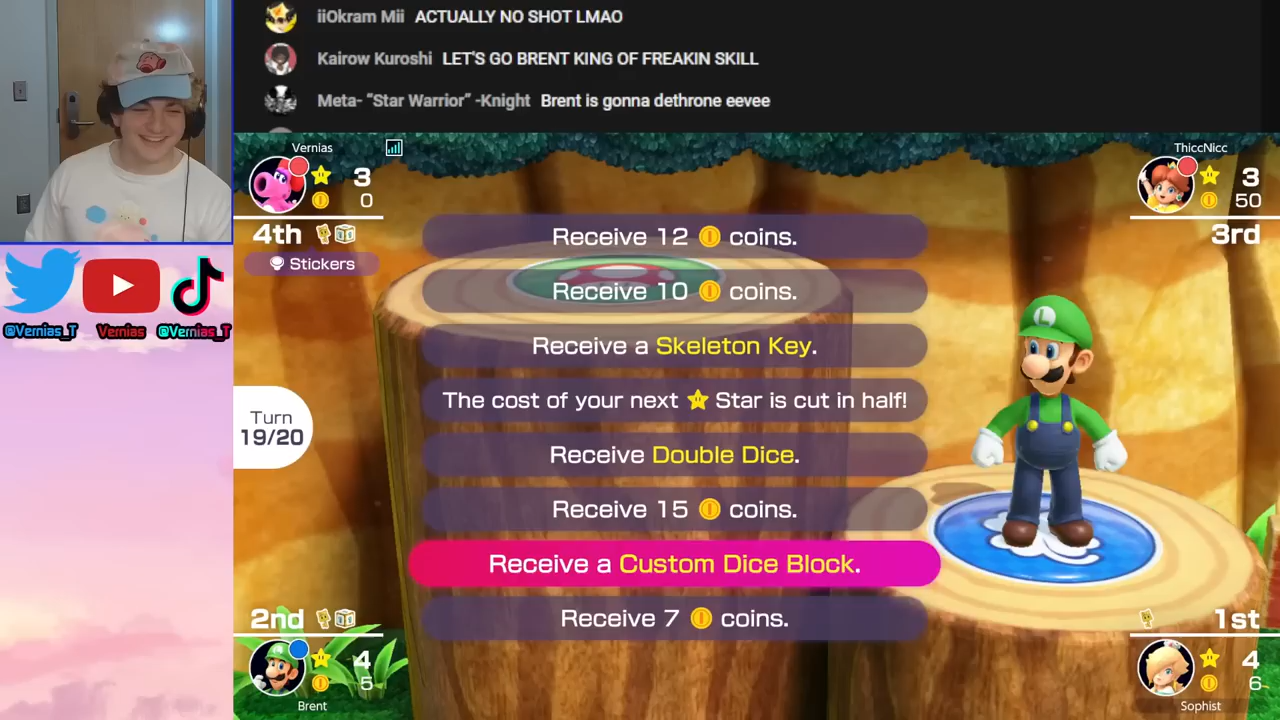 iiOkram Mii ACTUALLY NO SHOT LMAO
Kairow Kuroshi LET'S GO BRENT KING OF FREAKIN SKILL
Meta- “Star Warrior” -Knight Brent is gonna dethrone eevee
Vernias
3
0
4th
Stickers
ThiccNicc
3
50
3rd
@Vernias_T
Vernias
@Vernias_T
Turn
19/20
Receive 12 coins.
Receive 10 coins.
Receive a Skeleton Key.
The cost of your next Star is cut in half!
Receive Double Dice.
Receive 15 coins.
Receive a Custom Dice Block.
Receive 7 coins.
L
2nd
4
5
Brent
1st
4
6
Sophist